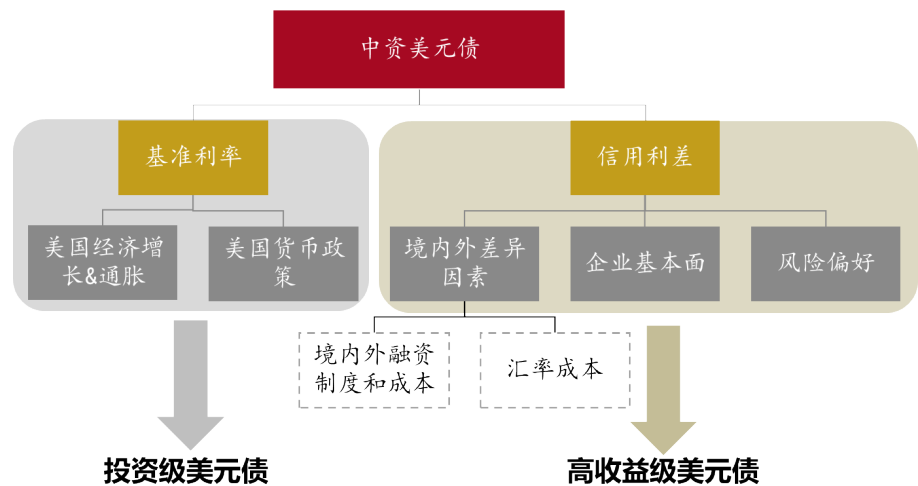 中资美元债
基准利率
信用利差
美国经济增
长&通胀
美国货币政
策
境内外差异
因素
企业基本面
风险偏好
境内外融资
制度和成本
汇率成本
投资级美元债
高收益级美元债